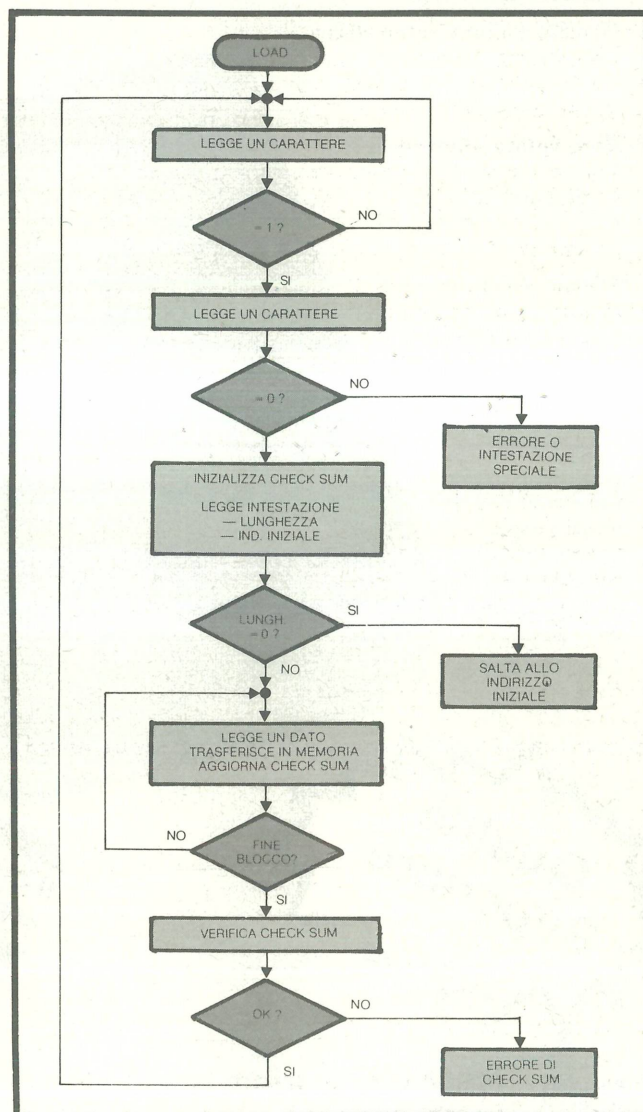 LOAD
LEGGE UN CARATTERE
= 1 ?
NO
SI
LEGGE UN CARATTERE
= 0 ?
NO
ERRORE O
INTESTAZIONE
SPECIALE
INIZIALIZZA CHECK SUM
LEGGE INTESTAZIONE
— LUNGHEZZA
— IND. INIZIALE
LUNGH.
= 0 ?
SI
SALTA ALLO
INDIRIZZO
INIZIALE
NO
LEGGE UN DATO
TRASFERISCE IN MEMORIA
AGGIORNA CHECK SUM
NO
FINE
BLOCCO?
SI
VERIFICA CHECK SUM
OK ?
NO
ERRORE DI
CHECK SUM
SI